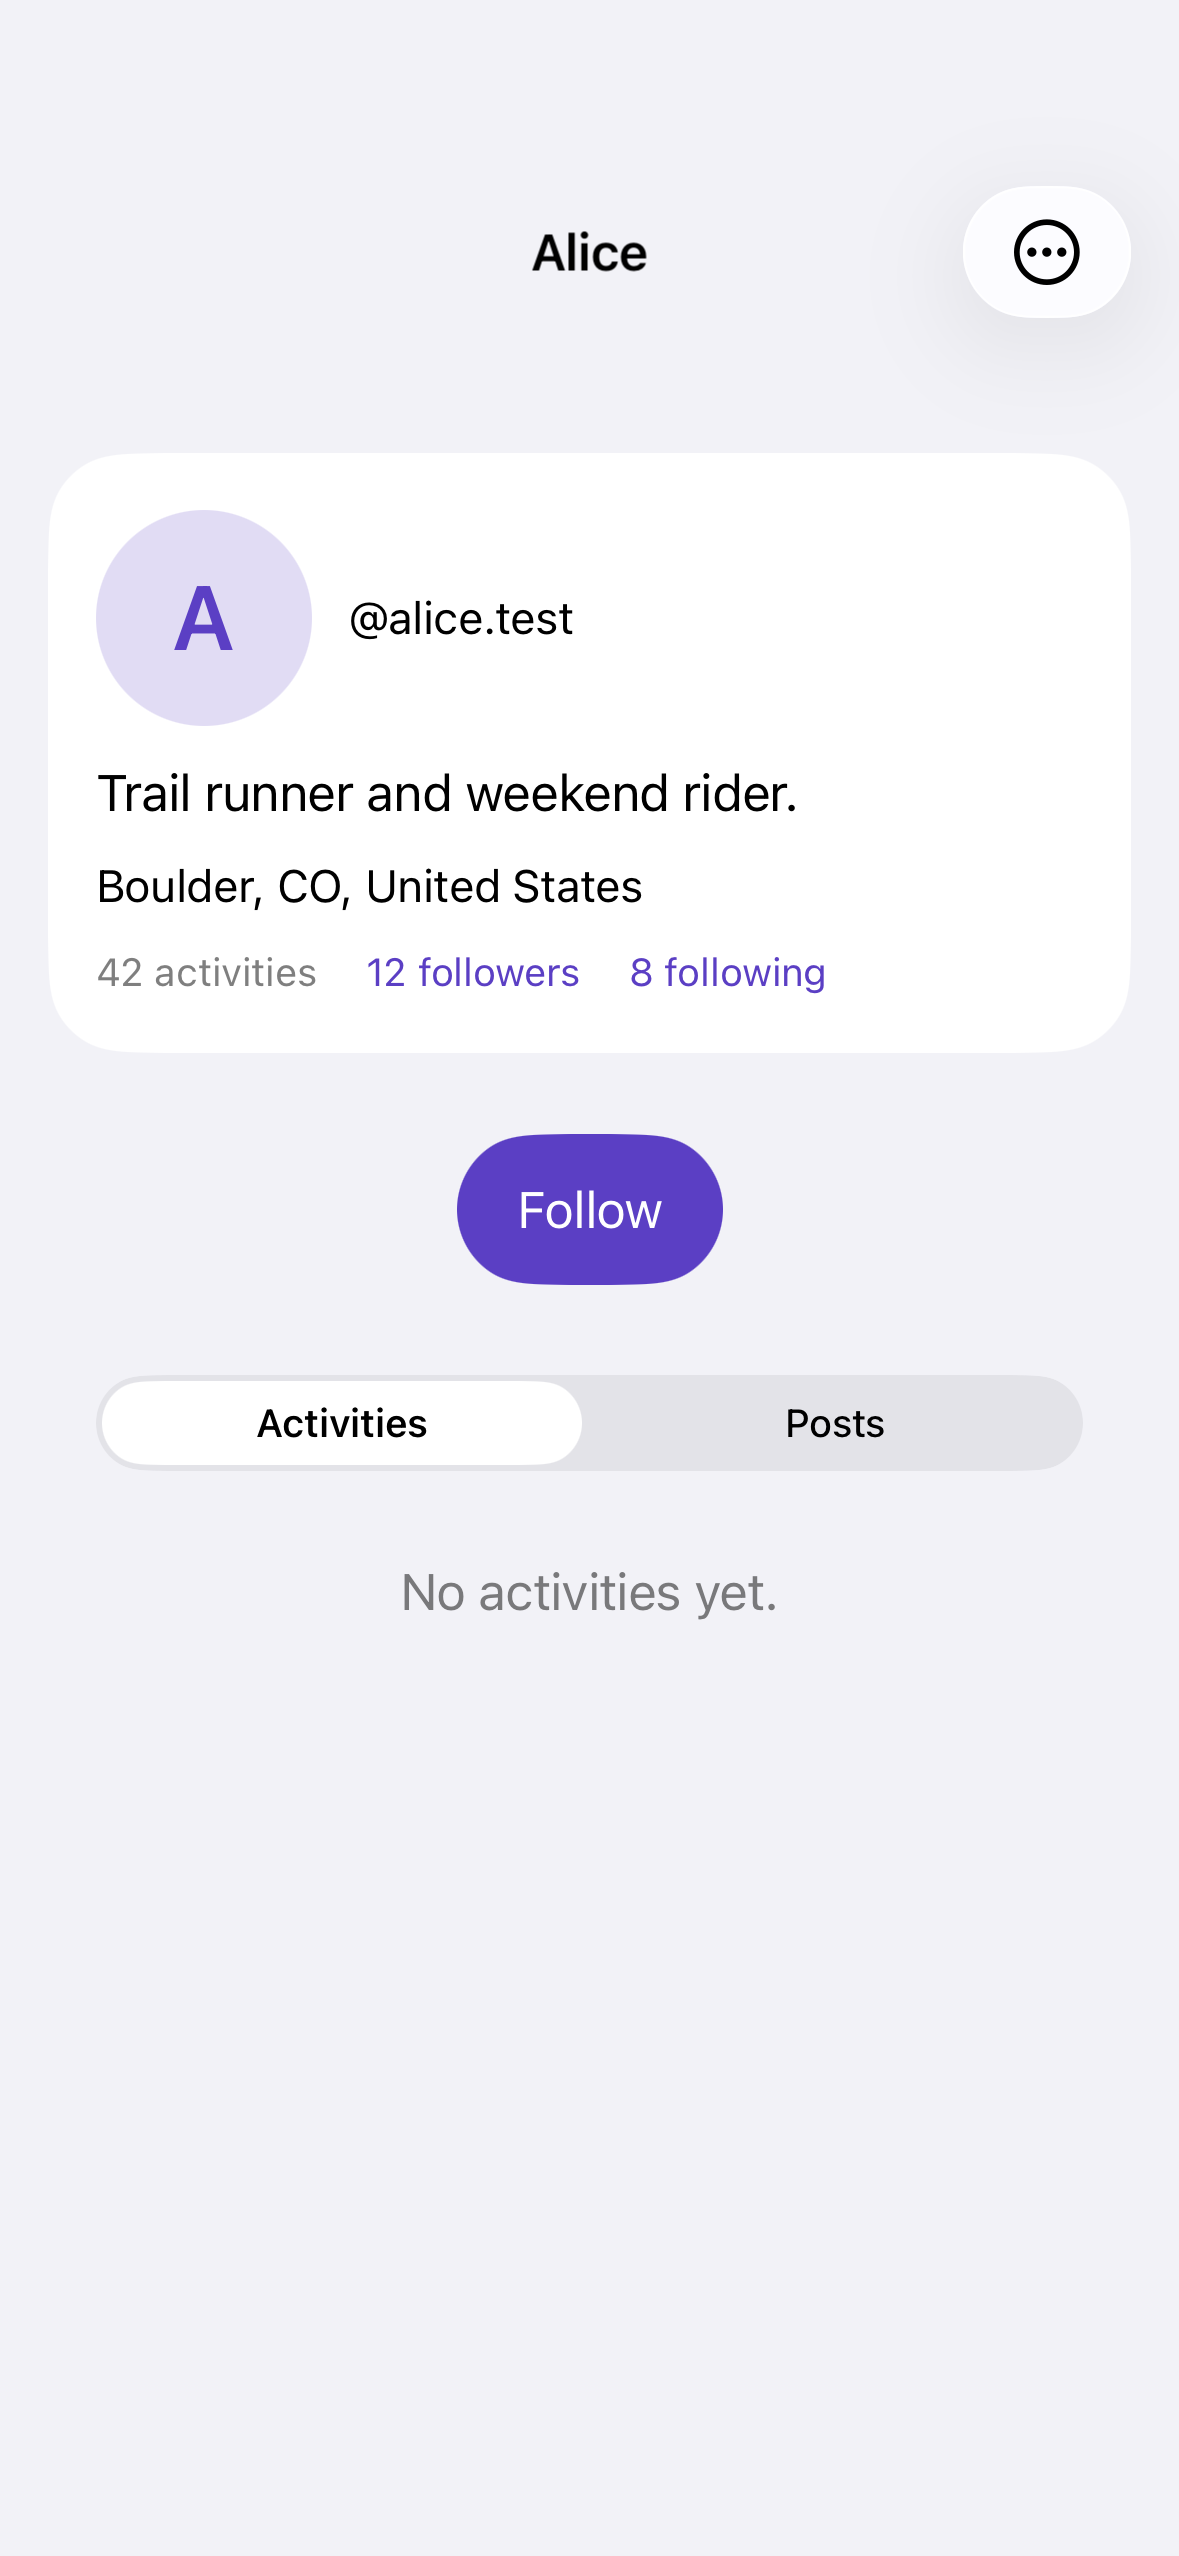 Alice
A
@alice.test
Trail runner and weekend rider.
Boulder, CO, United States
42 activities 12 followers 8 following
Follow
Activities Posts
No activities yet.